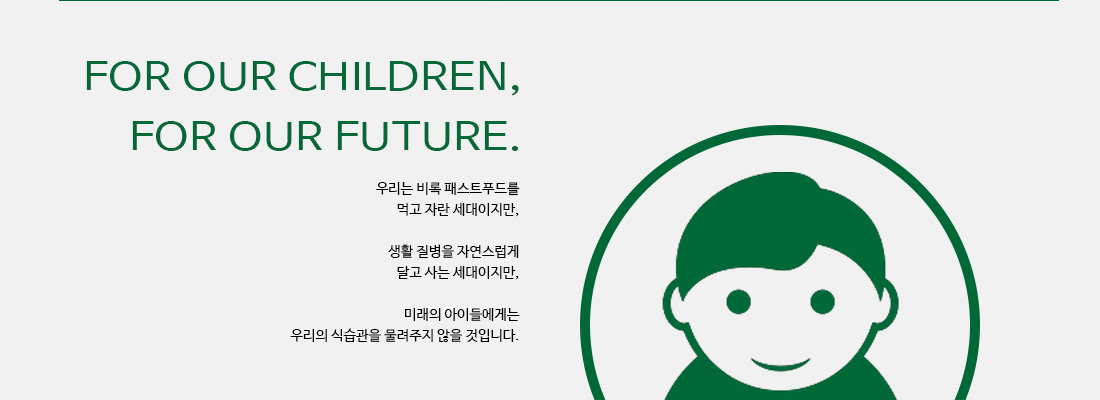 FOR OUR CHILDREN,
FOR OUR FUTURE.
우리는 비록 패스트푸드를
먹고 자란 세대이지만,
생활 질병을 자연스럽게
달고 사는 세대이지만,
미래의 아이들에게는
우리의 식습관을 물려주지 않을 것입니다.